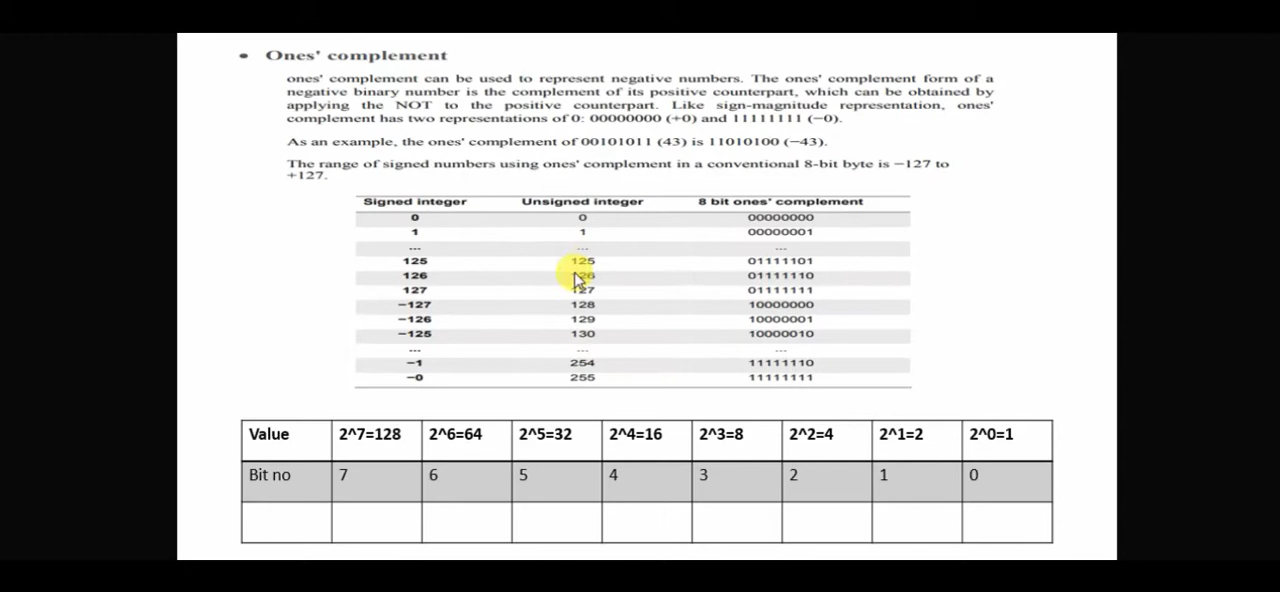 • Ones' complement
ones' complement can be used to represent negative numbers. The ones' complement form of a
negative binary number is the complement of its positive counterpart, which can be obtained by
applying the NOT to the positive counterpart. Like sign-magnitude representation, ones'
complement has two representations of 0: 00000000 (+0) and 11111111 (−0).
As an example, the ones' complement of 00101011 (43) is 11010100 (−43).
The range of signed numbers using ones' complement in a conventional 8-bit byte is −127 to
+127.
Signed integer Unsigned integer 8 bit ones' complement
0 0 00000000
1 1 00000001
... ... ...
125 125 01111101
126 126 01111110
127 127 01111111
−127 128 10000000
−126 129 10000001
−125 130 10000010
... ... ...
−1 254 11111110
−0 255 11111111
Value 2^7=128 2^6=64 2^5=32 2^4=16 2^3=8 2^2=4 2^1=2 2^0=1
Bit no 7 6 5 4 3 2 1 0